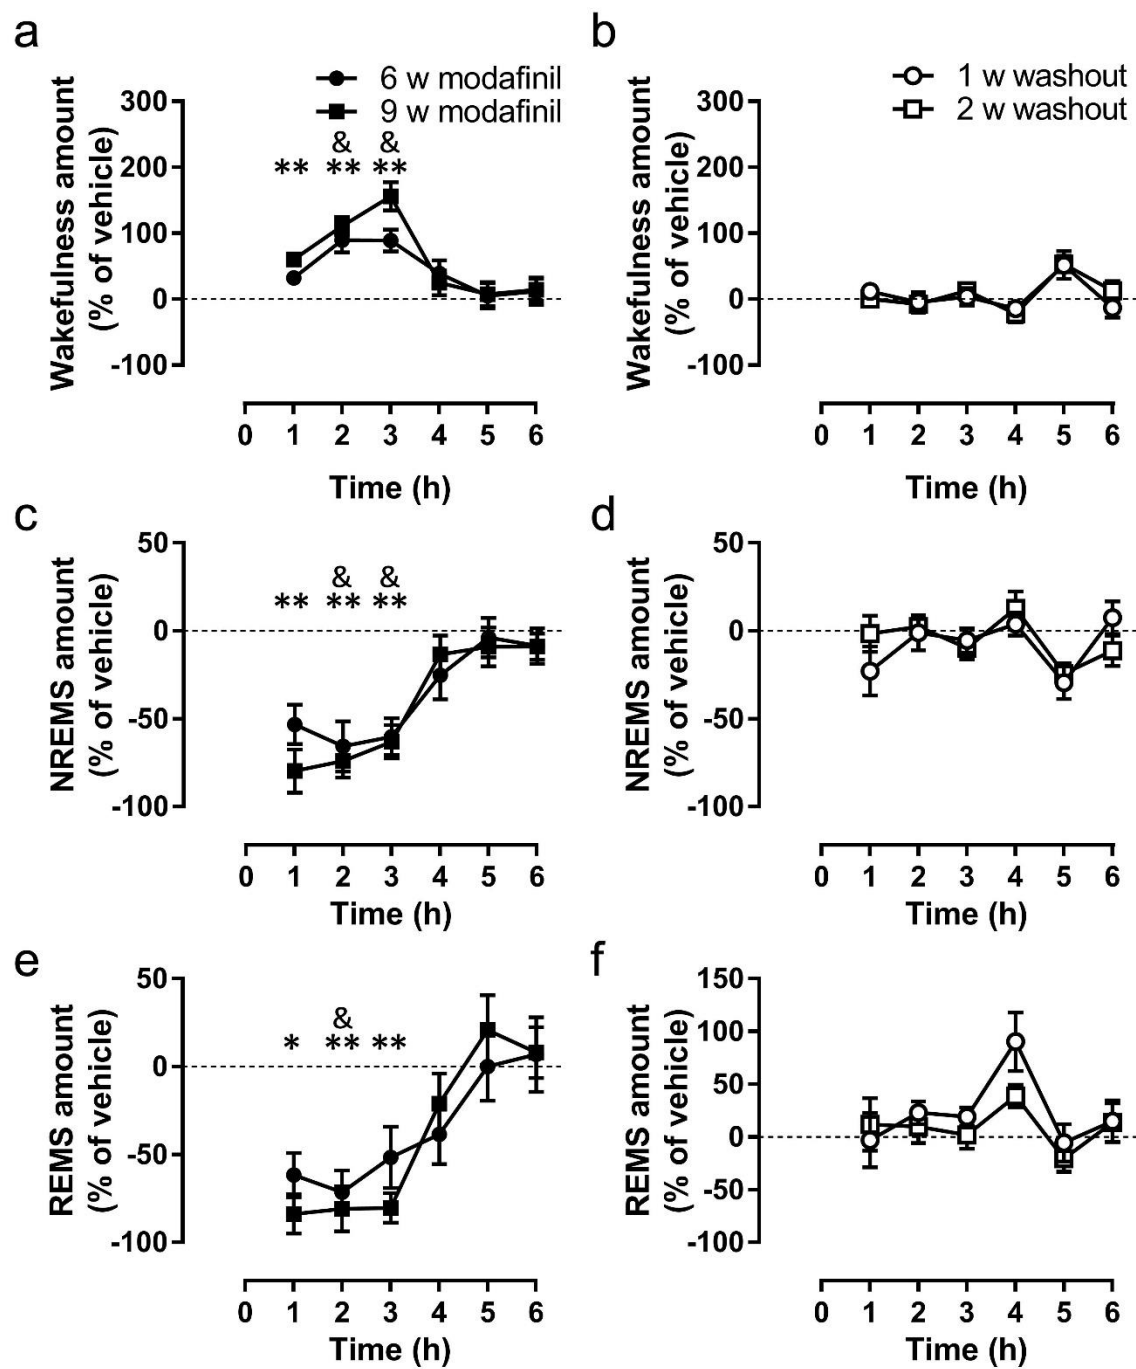 a
6 w modafinil
9 w modafinil
Wakefulness amount
(% of vehicle)
300
200
100
0
-100
& &
** ** **
0 1 2 3 4 5 6
Time (h)
b
1 w washout
2 w washout
Wakefulness amount
(% of vehicle)
300
200
100
0
-100
0 1 2 3 4 5 6
Time (h)
c
NREMS amount
(% of vehicle)
50
0
-50
-100
& &
** ** **
0 1 2 3 4 5 6
Time (h)
d
NREMS amount
(% of vehicle)
50
0
-50
-100
0 1 2 3 4 5 6
Time (h)
e
REMS amount
(% of vehicle)
50
0
-50
-100
&
* ** **
0 1 2 3 4 5 6
Time (h)
f
REMS amount
(% of vehicle)
150
100
50
0
-50
-100
0 1 2 3 4 5 6
Time (h)